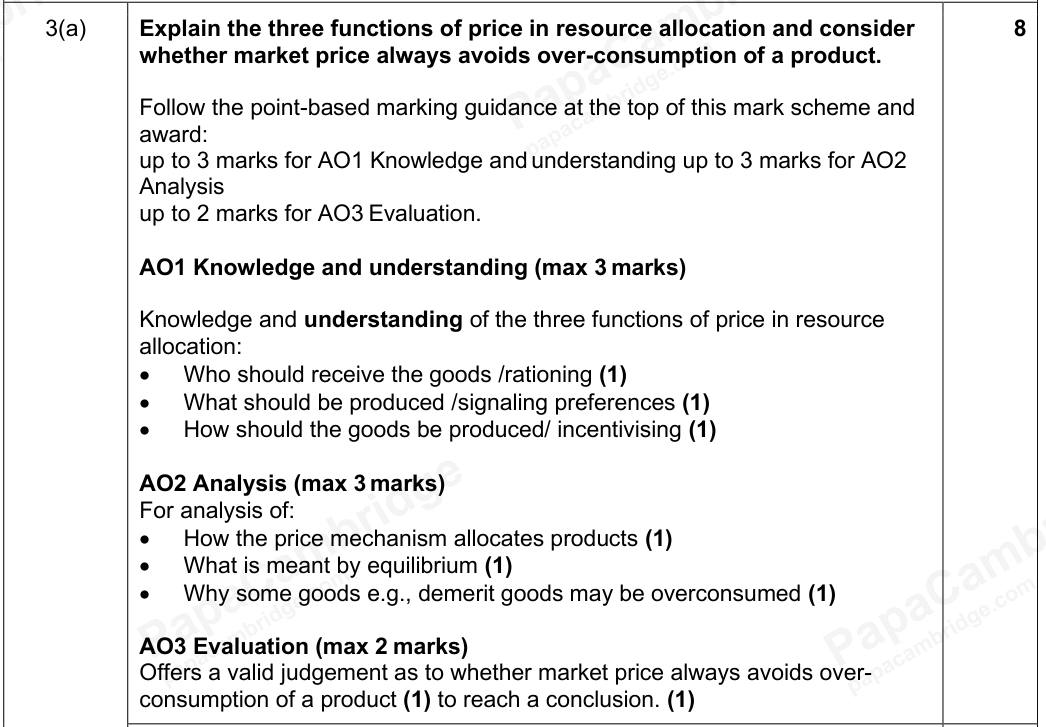 3(a) Explain the three functions of price in resource allocation and consider 8
whether market price always avoids over-consumption of a product.
Follow the point-based marking guidance at the top of this mark scheme and
award:
up to 3 marks for AO1 Knowledge and understanding up to 3 marks for AO2
Analysis
up to 2 marks for AO3 Evaluation.
AO1 Knowledge and understanding (max 3 marks)
Knowledge and understanding of the three functions of price in resource
allocation:
• Who should receive the goods /rationing (1)
• What should be produced /signaling preferences (1)
• How should the goods be produced/ incentivising (1)
AO2 Analysis (max 3 marks)
For analysis of:
• How the price mechanism allocates products (1)
• What is meant by equilibrium (1)
• Why some goods e.g., demerit goods may be overconsumed (1)
AO3 Evaluation (max 2 marks)
Offers a valid judgement as to whether market price always avoids over-
consumption of a product (1) to reach a conclusion. (1)